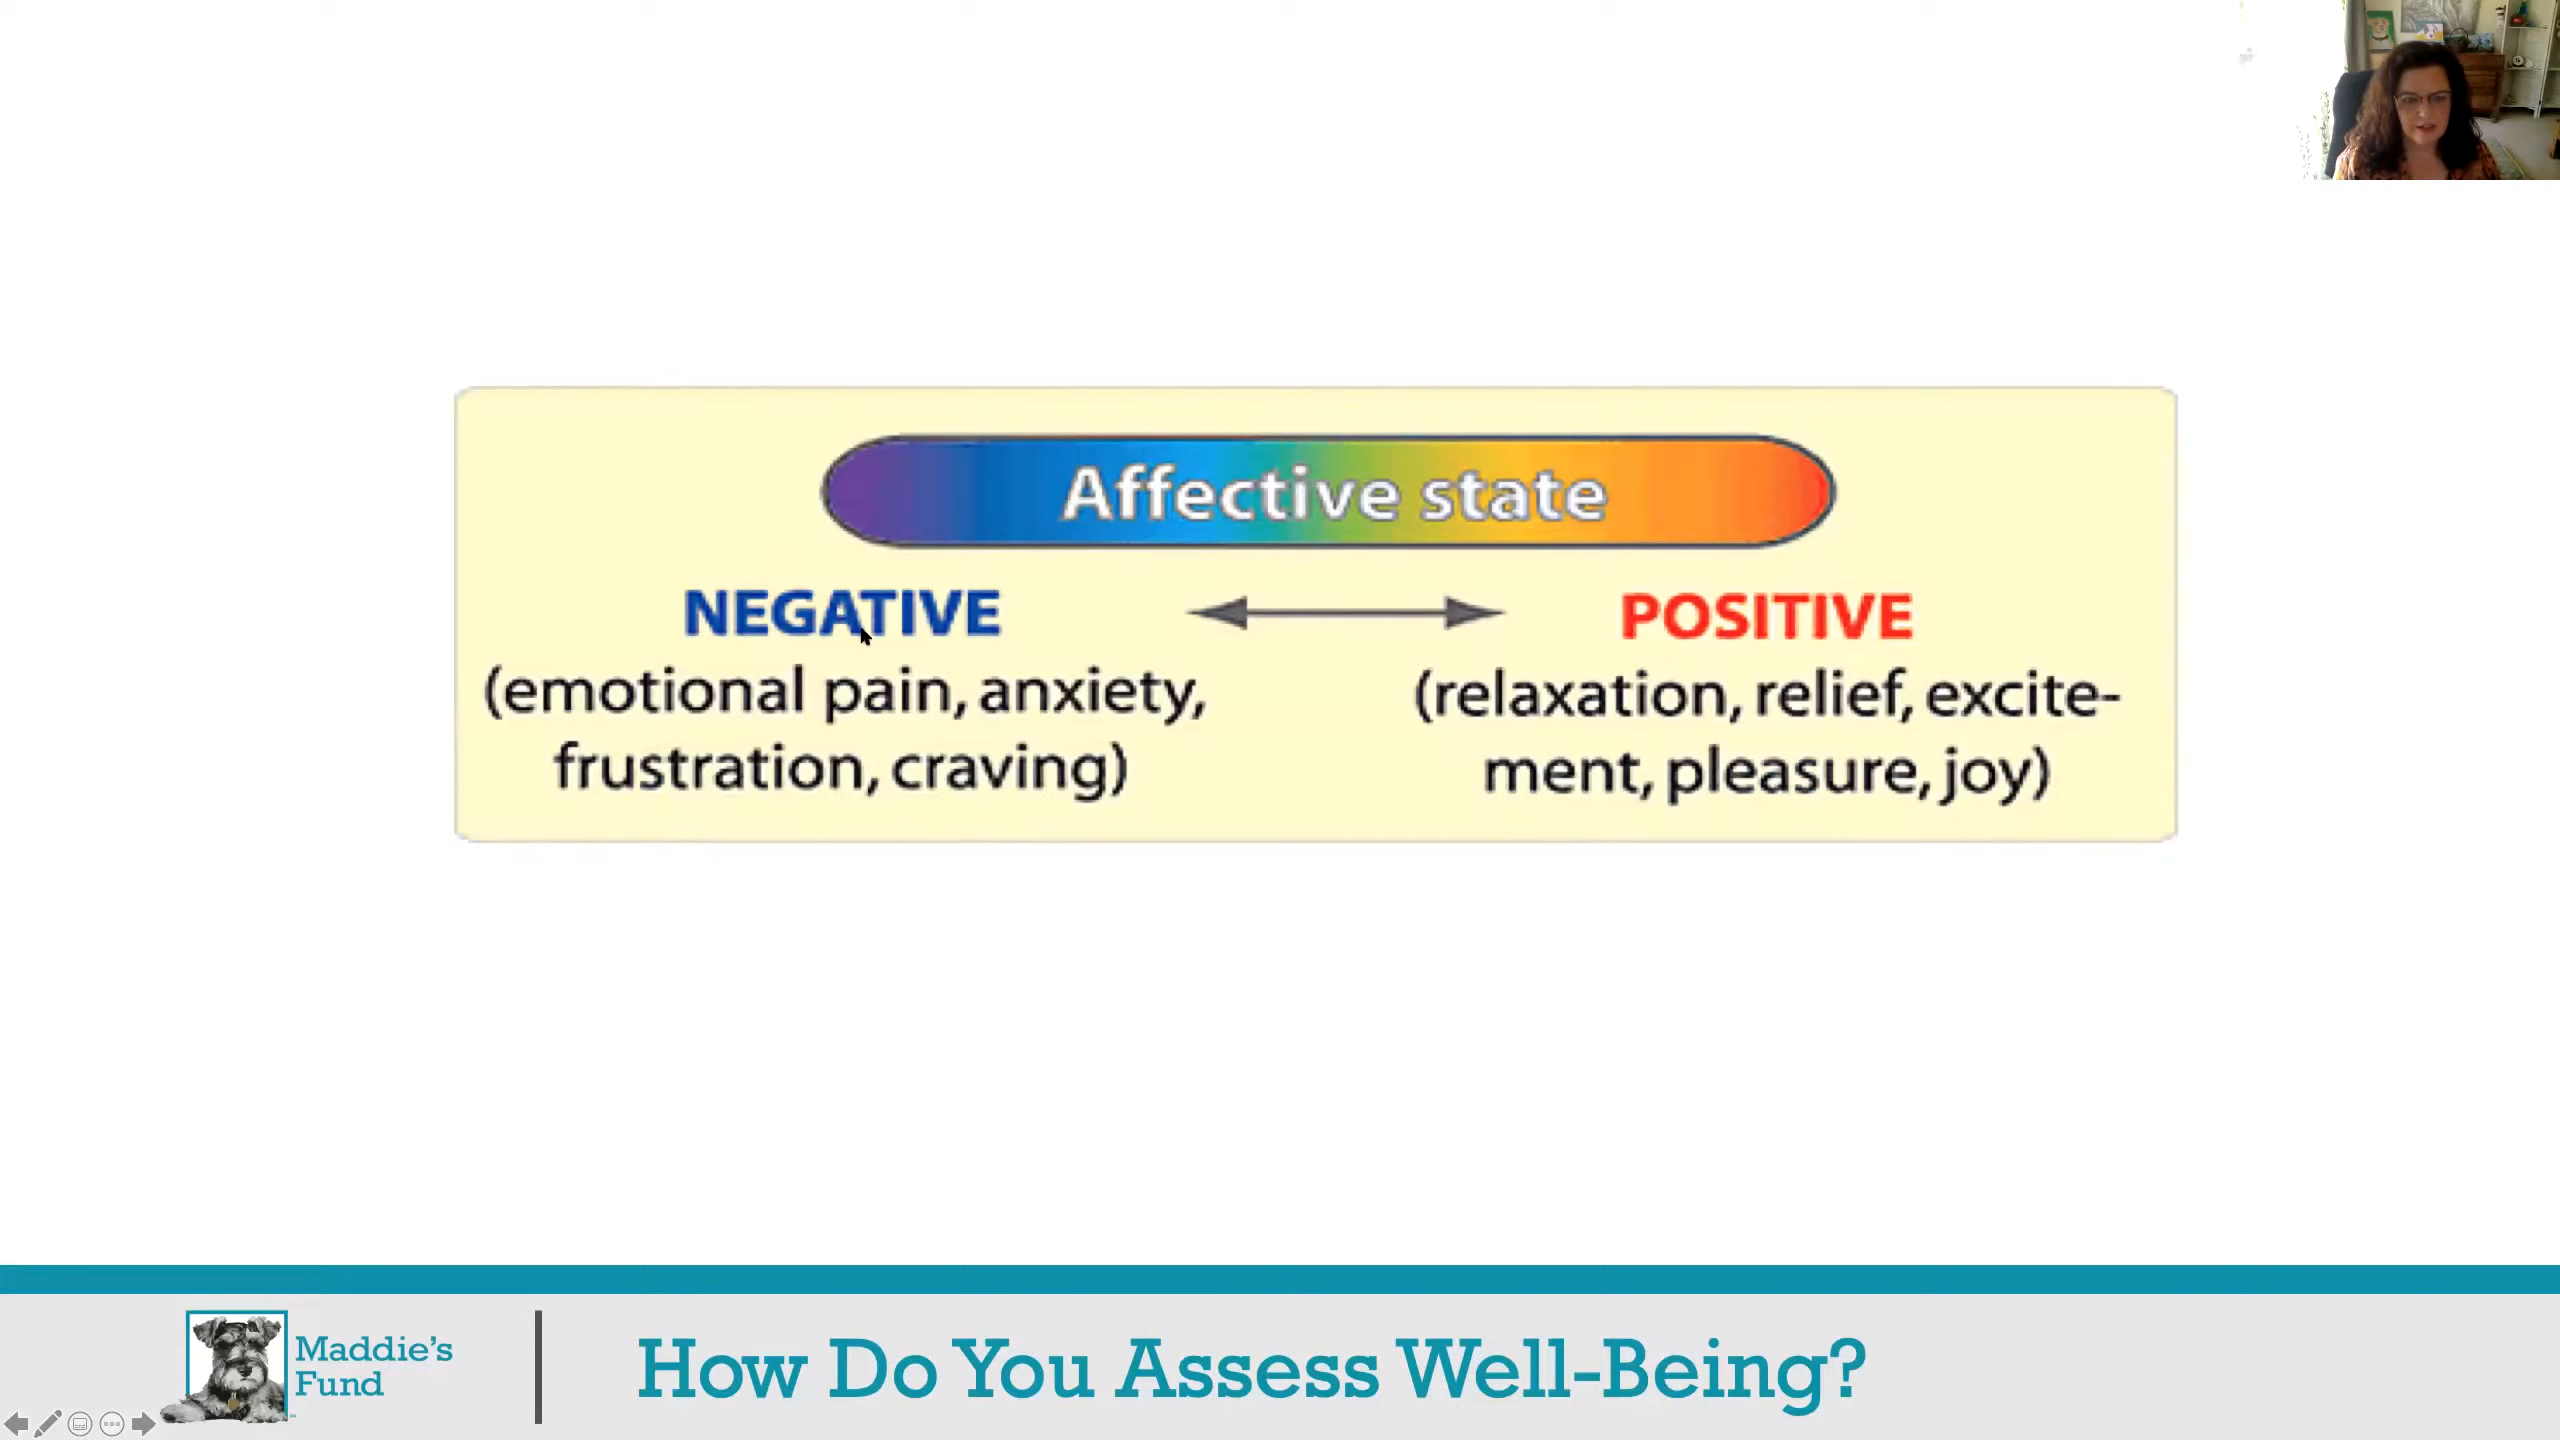 Affective state
NEGATIVE
(emotional pain, anxiety,
frustration, craving)
POSITIVE
(relaxation, relief, excite-
ment, pleasure, joy)
Maddie's
Fund
How Do You Assess Well-Being?